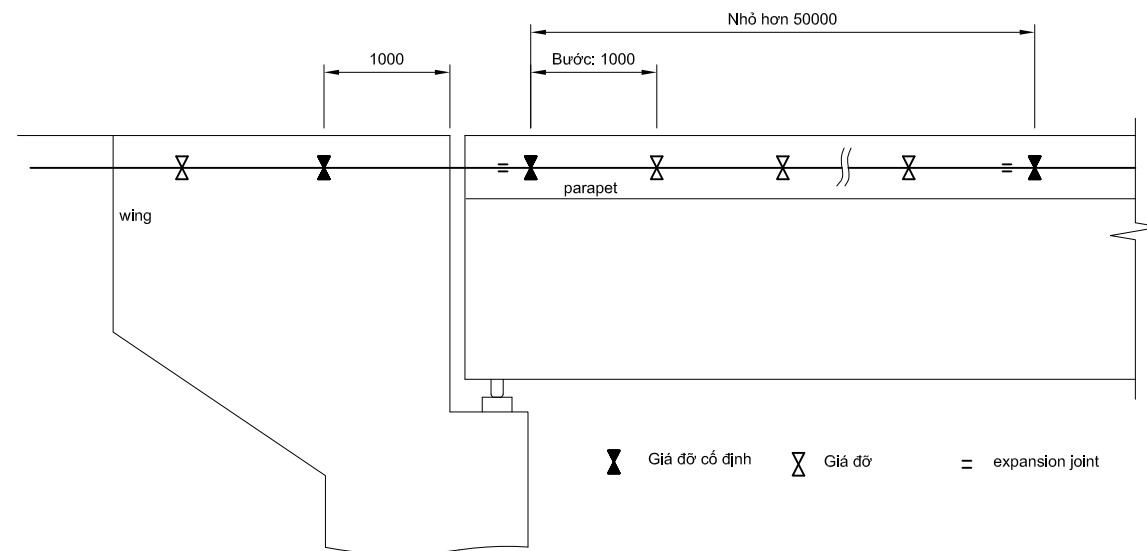 Nhỏ hơn 50000
1000
Bước: 1000
parapet
wing
Giá đỡ cố định
Giá đỡ
expansion joint